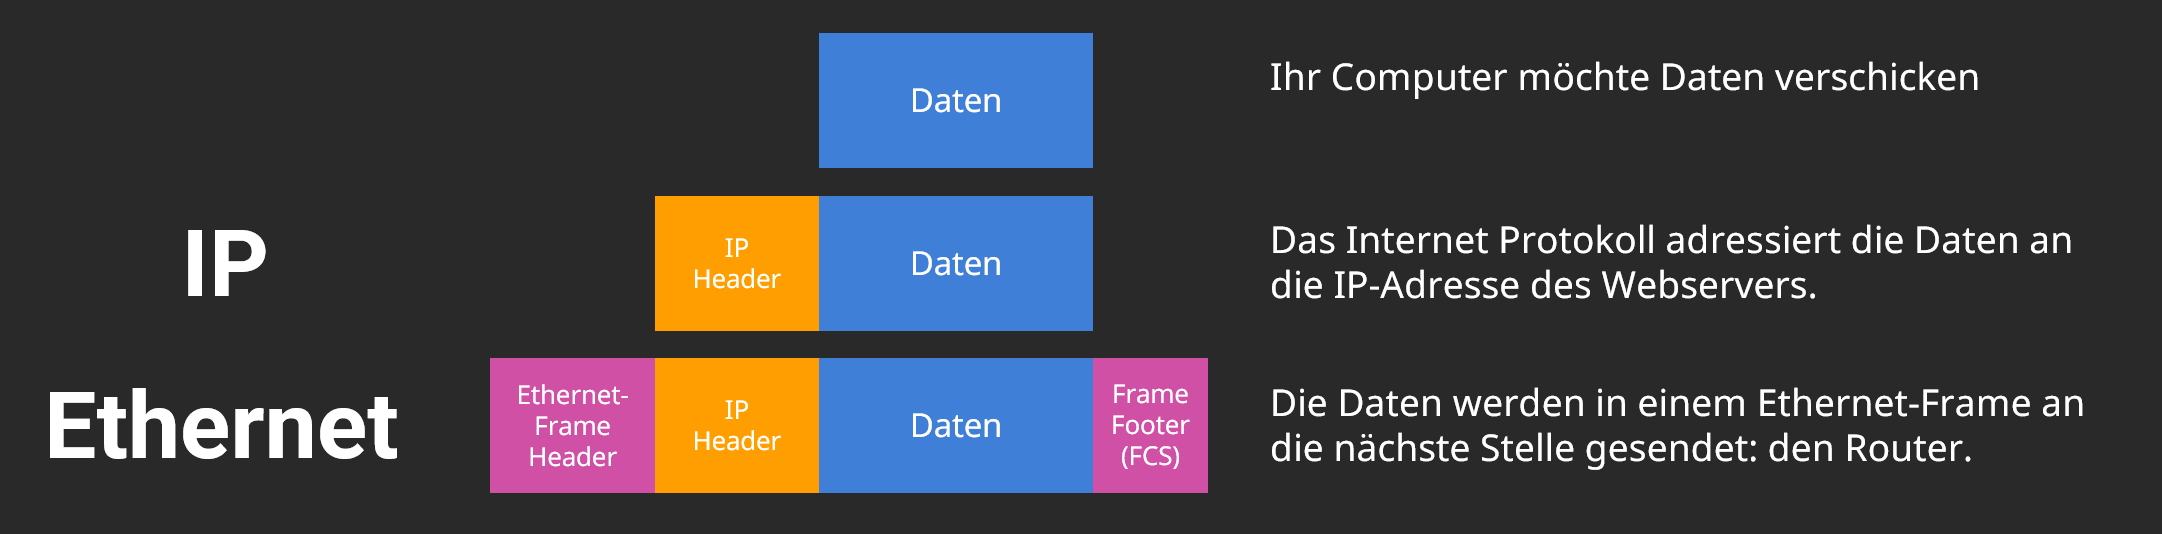 Daten
Ihr Computer möchte Daten verschicken
IP
IP
Header
Daten
Das Internet Protokoll adressiert die Daten an
die IP-Adresse des Webservers.
Ethernet
Ethernet-
Frame
Header
IP
Header
Daten
Frame
Footer
(FCS)
Die Daten werden in einem Ethernet-Frame an
die nächste Stelle gesendet: den Router.